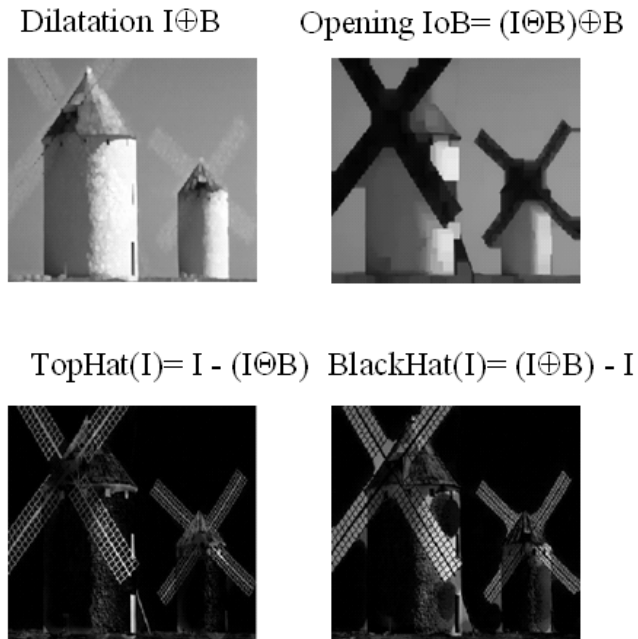 Dilatation I⊕B
Opening IoB= (IΘB)⊕B
TopHat(I)= I - (IΘB)
BlackHat(I)= (I⊕B) - I